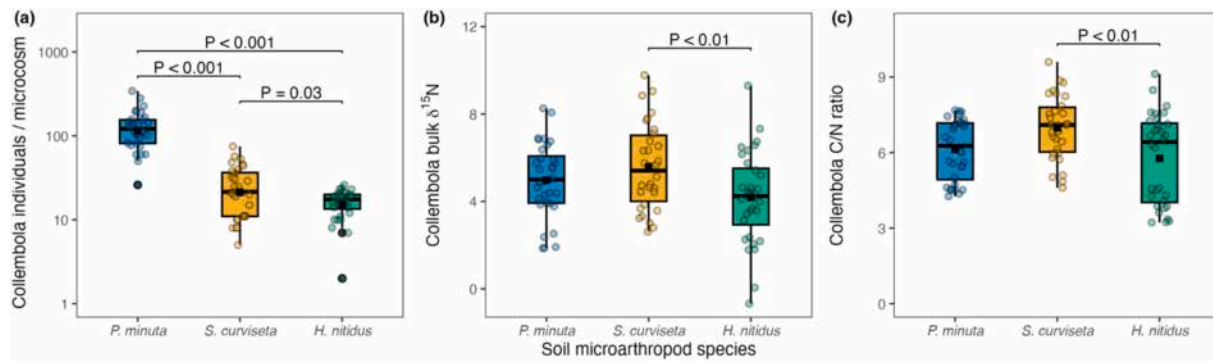 (a)
Collembola individuals / microcosm
1000
100
10
1
P < 0.001
P < 0.001
P = 0.03
P. minuta
S. curviseta
H. nitidus
(b)
Collembola bulk δ¹⁵N
12
8
4
0
P < 0.01
P. minuta
S. curviseta
H. nitidus
(c)
Collembola C/N ratio
9
6
3
0
P < 0.01
P. minuta
S. curviseta
H. nitidus
Soil microarthropod species